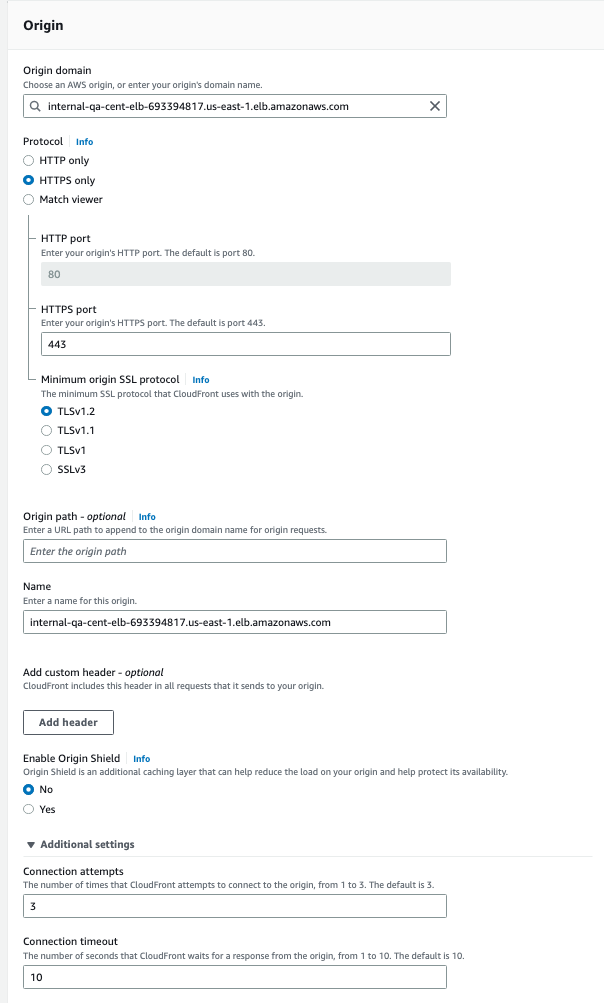 Origin
Origin domain
Choose an AWS origin, or enter your origin's domain name.
internal-qa-cent-elb-693394817.us-east-1.elb.amazonaws.com
Protocol Info
HTTP only
HTTPS only
Match viewer
HTTP port
Enter your origin's HTTP port. The default is port 80.
80
HTTPS port
Enter your origin's HTTPS port. The default is port 443.
443
Minimum origin SSL protocol Info
The minimum SSL protocol that CloudFront uses with the origin.
TLSv1.2
TLSv1.1
TLSv1
SSLv3
Origin path - optional Info
Enter a URL path to append to the origin domain name for origin requests.
Enter the origin path
Name
Enter a name for this origin.
internal-qa-cent-elb-693394817.us-east-1.elb.amazonaws.com
Add custom header - optional
CloudFront includes this header in all requests that it sends to your origin.
Add header
Enable Origin Shield Info
Origin Shield is an additional caching layer that can help reduce the load on your origin and help protect its availability.
No
Yes
Additional settings
Connection attempts
The number of times that CloudFront attempts to connect to the origin, from 1 to 3. The default is 3.
3
Connection timeout
The number of seconds that CloudFront waits for a response from the origin, from 1 to 10. The default is 10.
10